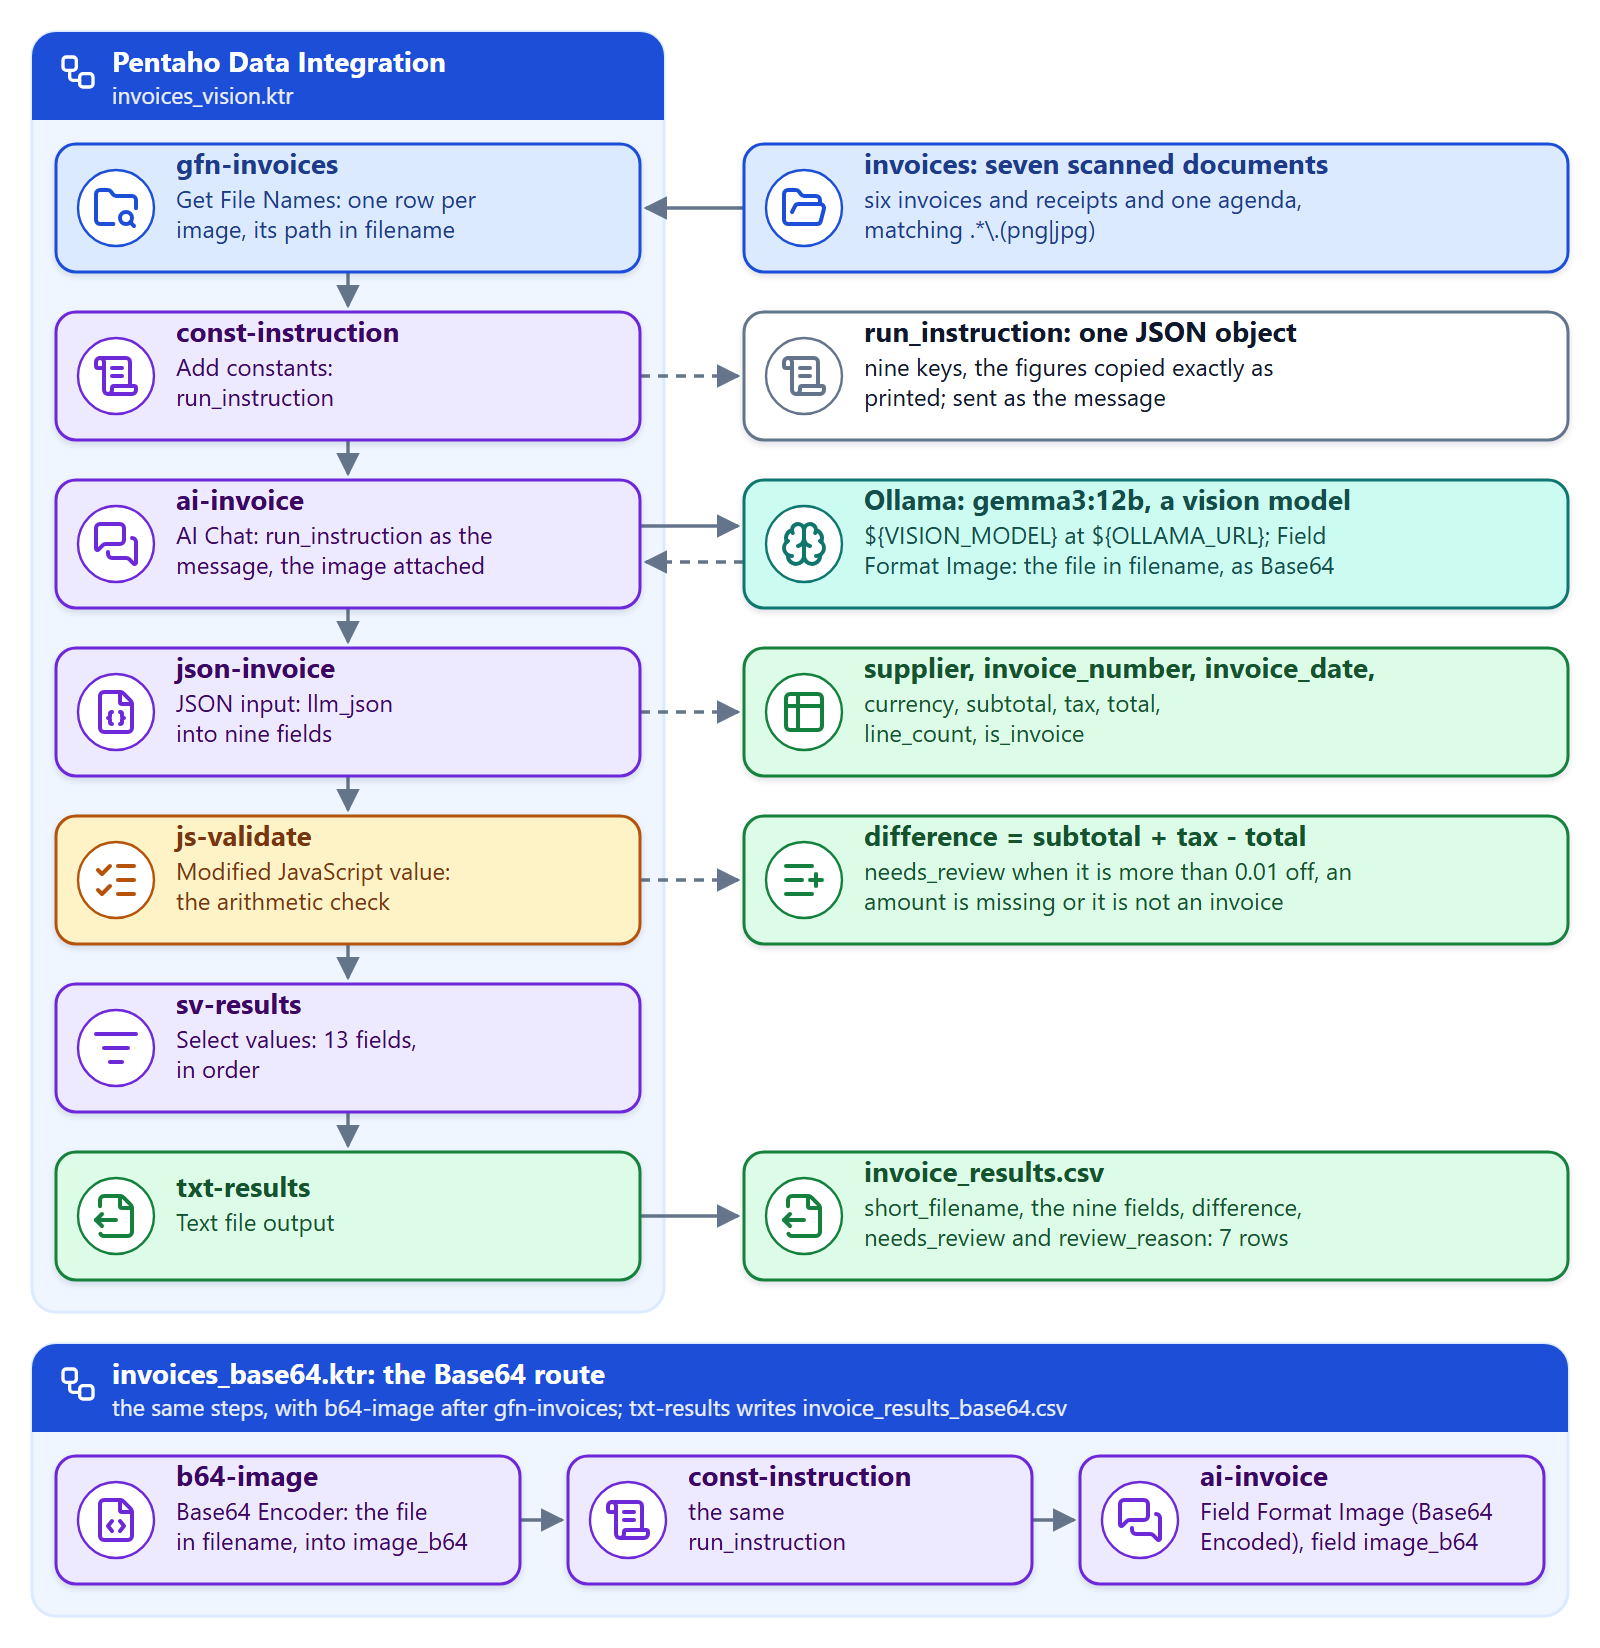 Pentaho Data Integration
invoices_vision.ktr
gfn-invoices
Get File Names: one row per
image, its path in filename
invoices: seven scanned documents
six invoices and receipts and one agenda,
matching .*\.(png|jpg)
const-instruction
Add constants:
run_instruction
run_instruction: one JSON object
nine keys, the figures copied exactly as
printed; sent as the message
ai-invoice
AI Chat: run_instruction as the
message, the image attached
Ollama: gemma3:12b, a vision model
${VISION_MODEL} at ${OLLAMA_URL}; Field
Format Image: the file in filename, as Base64
json-invoice
JSON input: llm_json
into nine fields
supplier, invoice_number, invoice_date,
currency, subtotal, tax, total,
line_count, is_invoice
js-validate
Modified JavaScript value:
the arithmetic check
difference = subtotal + tax - total
needs_review when it is more than 0.01 off, an
amount is missing or it is not an invoice
sv-results
Select values: 13 fields,
in order
txt-results
Text file output
invoice_results.csv
short_filename, the nine fields, difference,
needs_review and review_reason: 7 rows
invoices_base64.ktr: the Base64 route
the same steps, with b64-image after gfn-invoices; txt-results writes invoice_results_base64.csv
b64-image
Base64 Encoder: the file
in filename, into image_b64
const-instruction
the same
run_instruction
ai-invoice
Field Format Image (Base64
Encoded), field image_b64